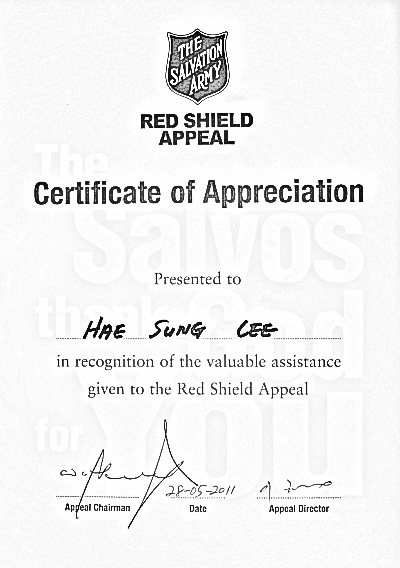 THE
SALVATION
ARMY
RED SHIELD
APPEAL
Certificate of Appreciation
Presented to
HAE SUNG LEE
in recognition of the valuable assistance
given to the Red Shield Appeal
28-05-2011
Appeal Chairman Date Appeal Director
The
Salvos
thank
God
for
YOU